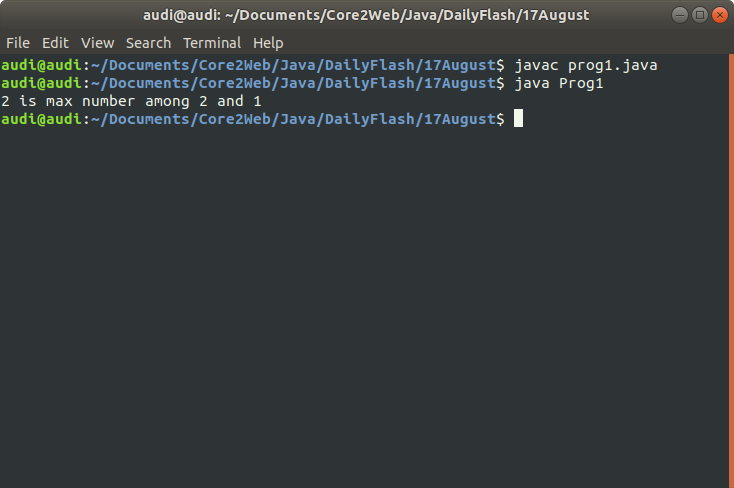 audi@audi: ~/Documents/Core2Web/Java/DailyFlash/17August
File Edit View Search Terminal Help
audi@audi:~/Documents/Core2Web/Java/DailyFlash/17August$ javac prog1.java
audi@audi:~/Documents/Core2Web/Java/DailyFlash/17August$ java Prog1
2 is max number among 2 and 1
audi@audi:~/Documents/Core2Web/Java/DailyFlash/17August$